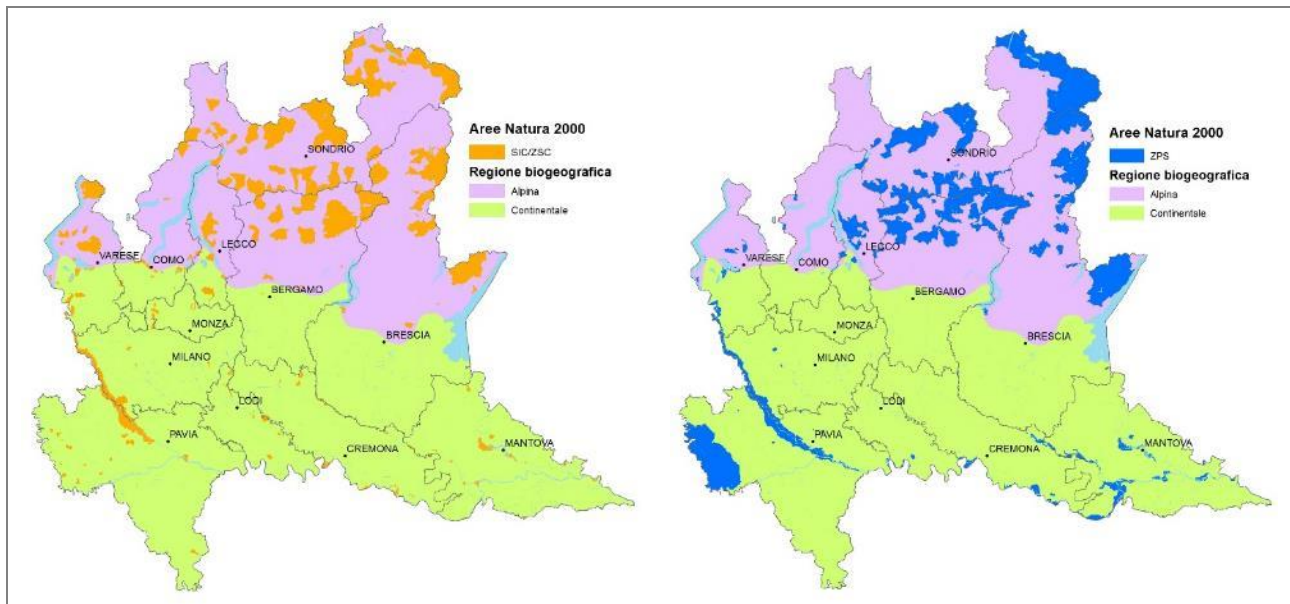 Aree Natura 2000
SIC/ZSC
Regione biogeografica
Alpina
Continentale
SONDRIO
LECCO
VARESE
COMO
BERGAMO
MONZA
BRESCIA
MILANO
LODI
PAVIA
CREMONA
MANTOVA
Aree Natura 2000
ZPS
Regione biogeografica
Alpina
Continentale
SONDRIO
LECCO
VARESE
COMO
BERGAMO
MONZA
BRESCIA
MILANO
LODI
PAVIA
CREMONA
MANTOVA